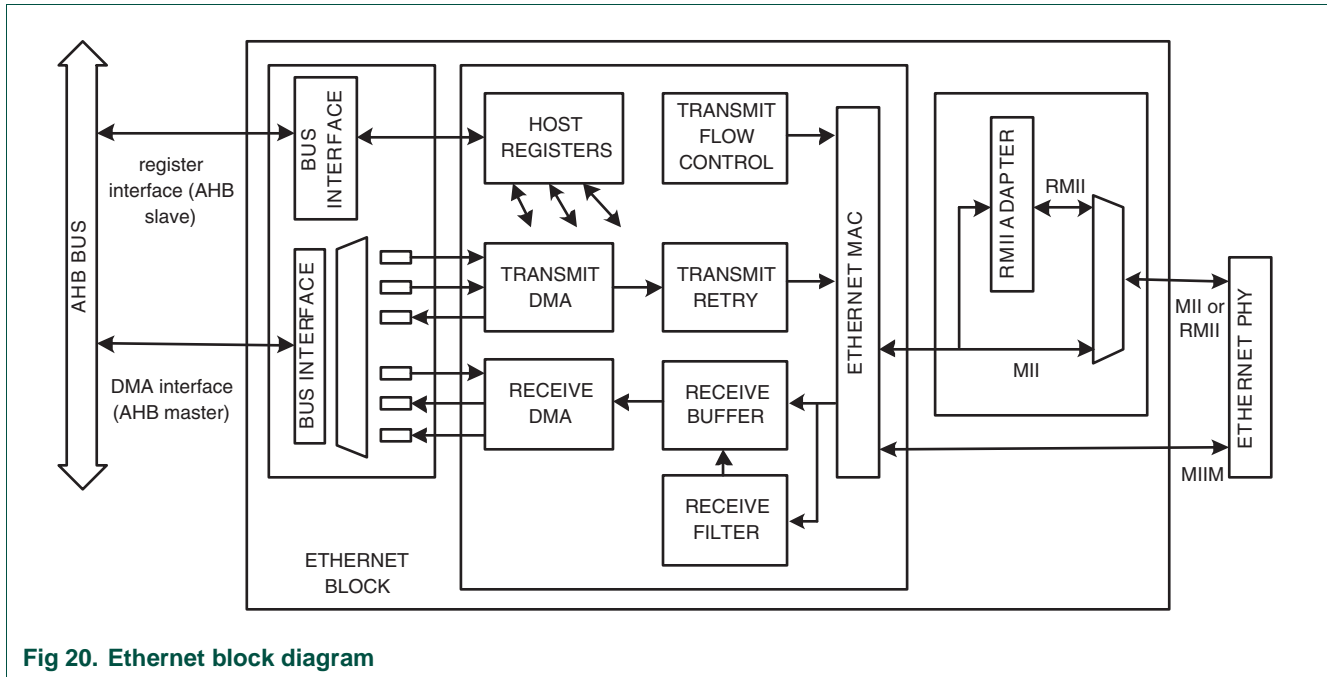 AHB BUS
register
interface (AHB
slave)
DMA interface
(AHB master)
BUS
INTERFACE
BUS INTERFACE
ETHERNET
BLOCK
HOST
REGISTERS
TRANSMIT
FLOW
CONTROL
TRANSMIT
DMA
TRANSMIT
RETRY
RECEIVE
DMA
RECEIVE
BUFFER
RECEIVE
FILTER
ETHERNET MAC
RMII ADAPTER
RMII
MII
MII or
RMII
MIIM
ETHERNET PHY
Fig 20. Ethernet block diagram